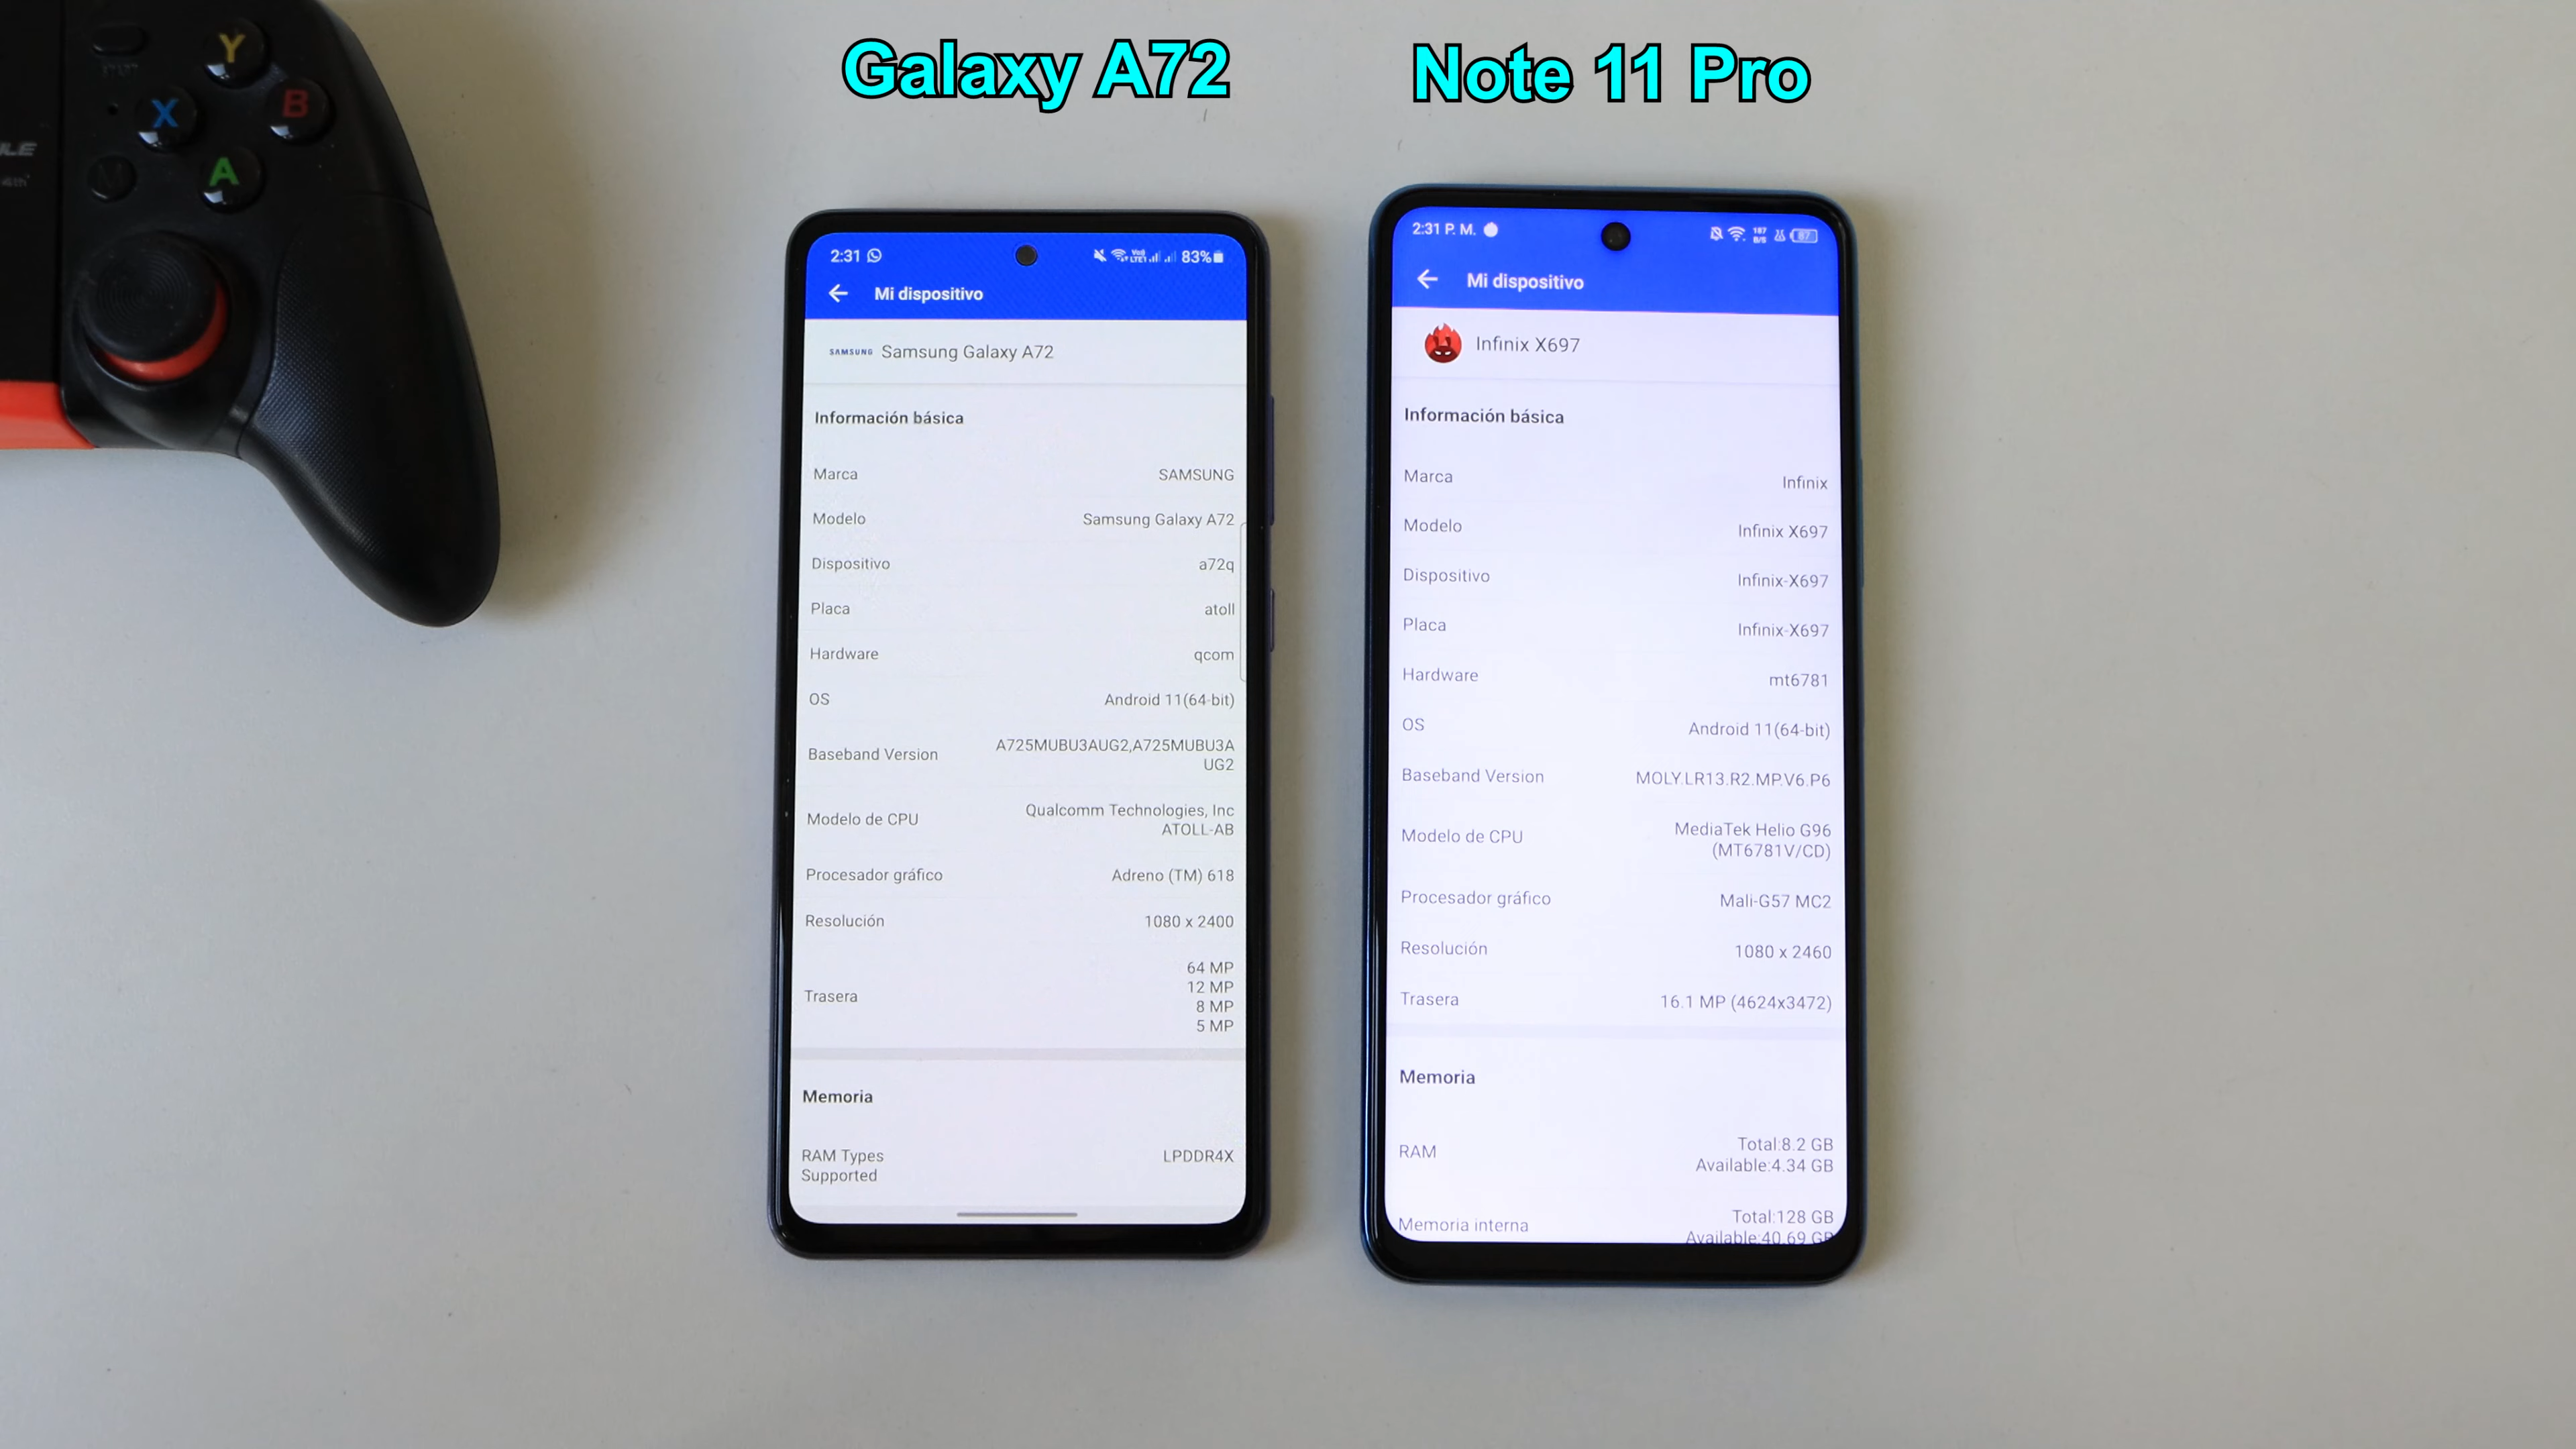 Galaxy A72
Note 11 Pro
START
Y
X
B
M
A
2:31
83%
Mi dispositivo
SAMSUNG Samsung Galaxy A72
Información básica
Marca SAMSUNG
Modelo Samsung Galaxy A72
Dispositivo a72q
Placa atoll
Hardware qcom
OS Android 11(64-bit)
Baseband Version A725MUBU3AUG2,A725MUBU3A
UG2
Modelo de CPU Qualcomm Technologies, Inc
ATOLL-AB
Procesador gráfico Adreno (TM) 618
Resolución 1080 x 2400
Trasera 64 MP
12 MP
8 MP
5 MP
Memoria
RAM Types
Supported
LPDDR4X
2:31 P. M.
187
B/S
87
Mi dispositivo
Infinix X697
Información básica
Marca Infinix
Modelo Infinix X697
Dispositivo Infinix-X697
Placa Infinix-X697
Hardware mt6781
OS Android 11(64-bit)
Baseband Version MOLY.LR13.R2.MP.V6.P6
Modelo de CPU MediaTek Helio G96
(MT6781V/CD)
Procesador gráfico Mali-G57 MC2
Resolución 1080 x 2460
Trasera 16.1 MP (4624x3472)
Memoria
RAM Total:8.2 GB
Available:4.34 GB
Memoria interna Total:128 GB
Available:40.69 GB